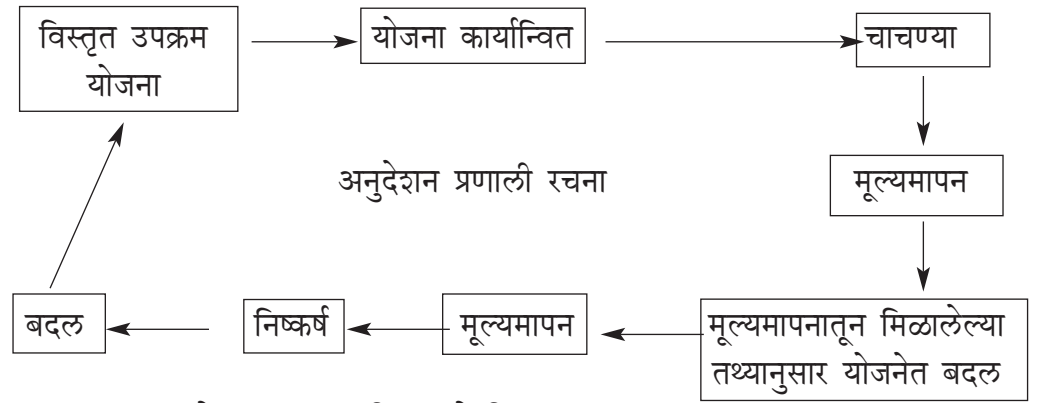 विस्तृत उपक्रम
योजना
योजना कार्यान्वित
चाचण्या
अनुदेशन प्रणाली रचना
मूल्यमापन
मूल्यमापनातून मिळालेल्या
तथ्यानुसार योजनेत बदल
मूल्यमापन
निष्कर्ष
बदल